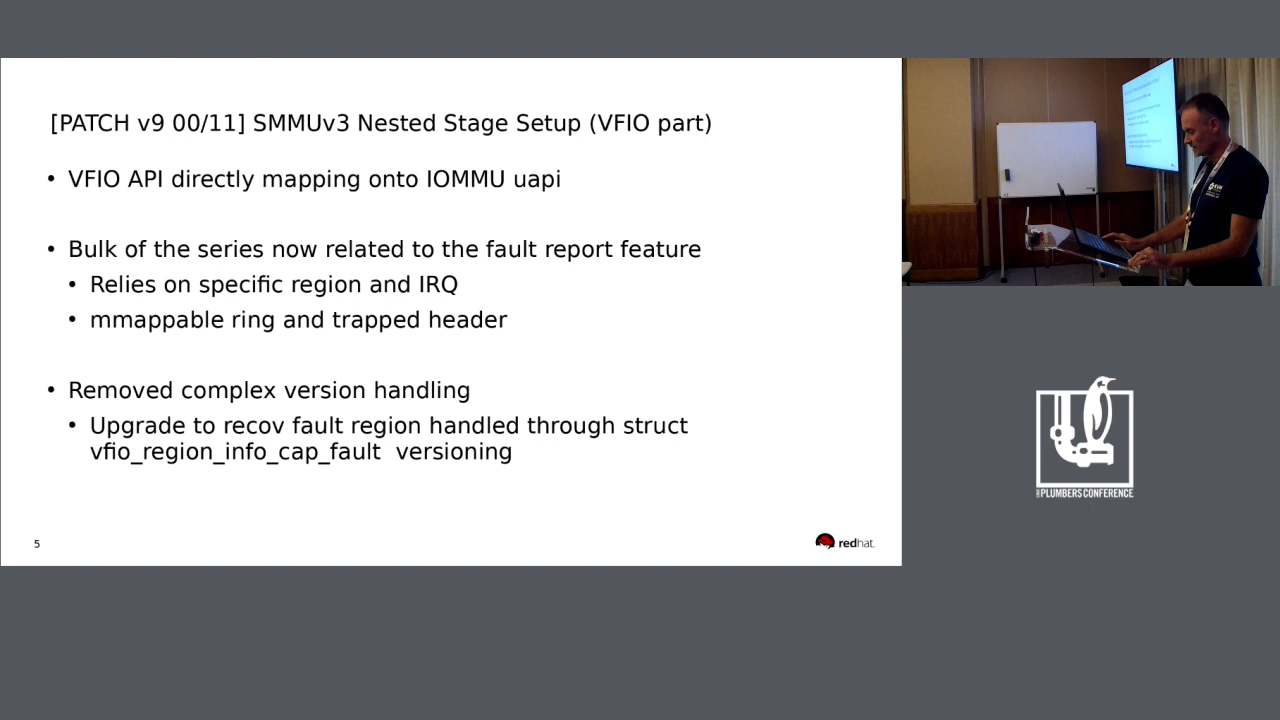 [PATCH v9 00/11] SMMUv3 Nested Stage Setup (VFIO part)
• VFIO API directly mapping onto IOMMU uapi
• Bulk of the series now related to the fault report feature
• Relies on specific region and IRQ
• mmappable ring and trapped header
• Removed complex version handling
• Upgrade to recov fault region handled through struct
vfio_region_info_cap_fault  versioning
5
redhat.
PLUMBERS CONFERENCE